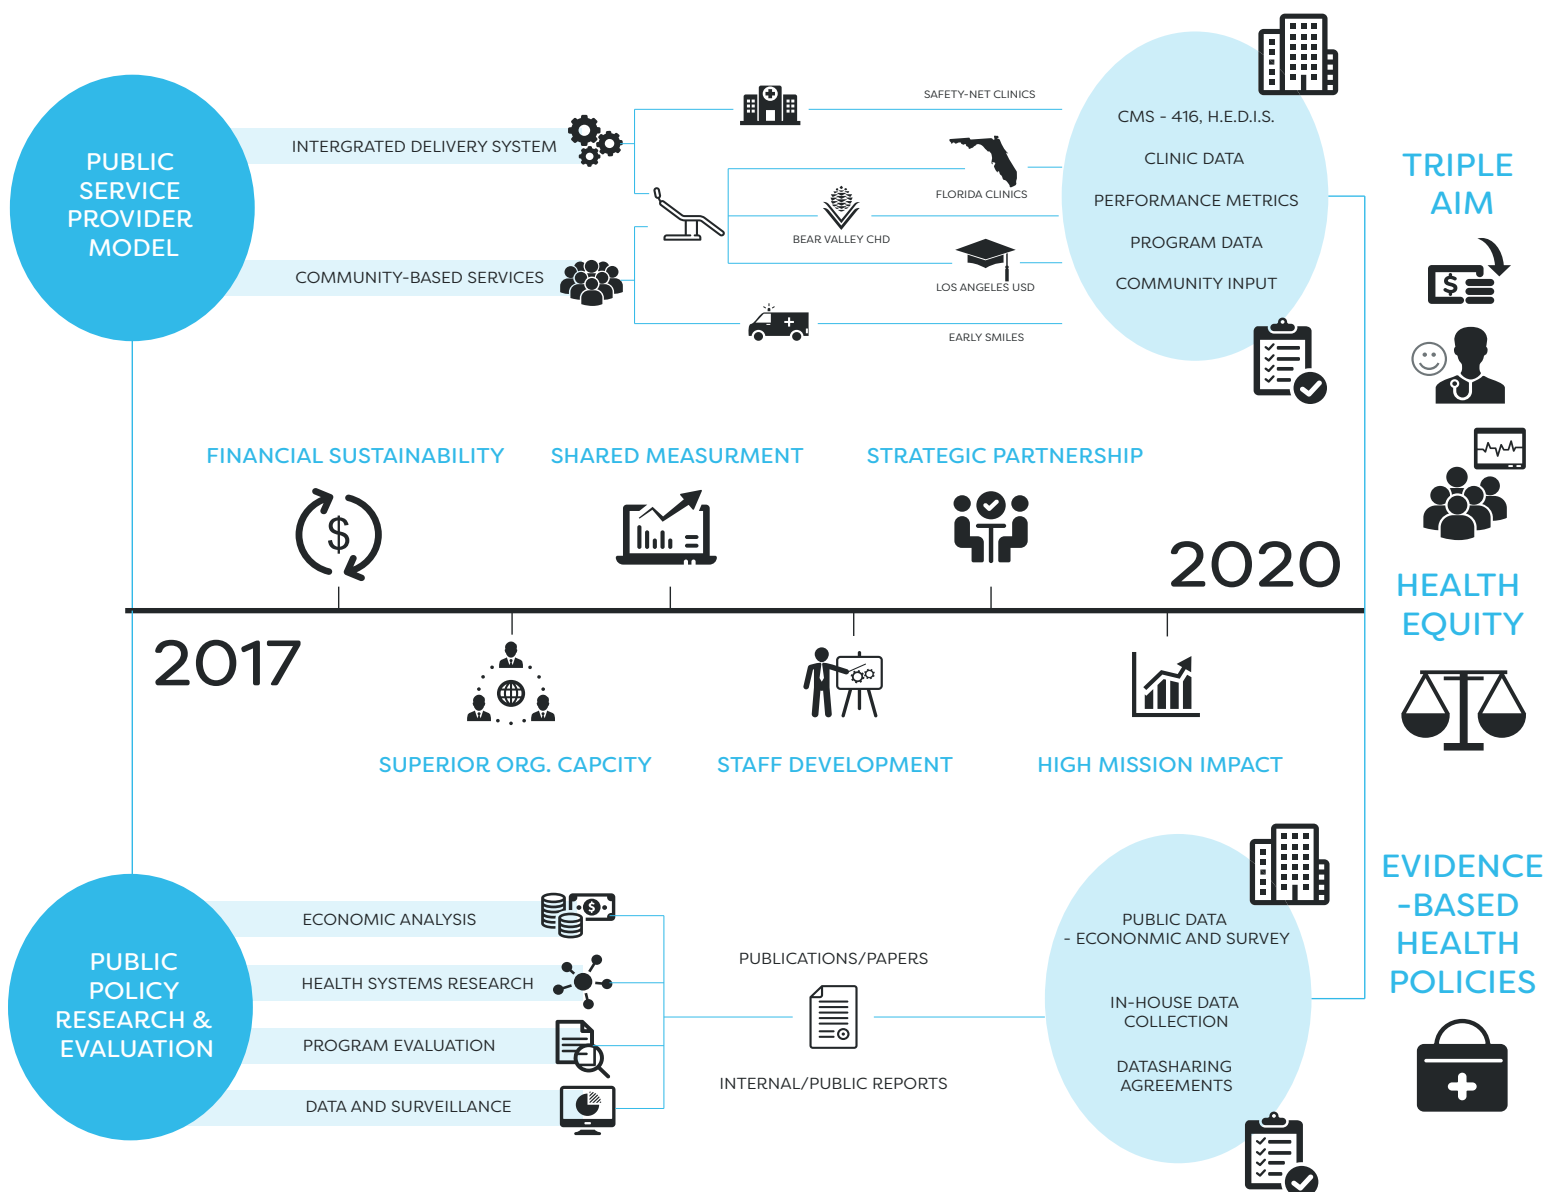 PUBLIC
SERVICE
PROVIDER
MODEL
INTERGRATED DELIVERY SYSTEM
COMMUNITY-BASED SERVICES
SAFETY-NET CLINICS
FLORIDA CLINICS
BEAR VALLEY CHD
LOS ANGELES USD
EARLY SMILES
CMS - 416, H.E.D.I.S.
CLINIC DATA
PERFORMANCE METRICS
PROGRAM DATA
COMMUNITY INPUT
TRIPLE
AIM
$
HEALTH
EQUITY
EVIDENCE
-BASED
HEALTH
POLICIES
FINANCIAL SUSTAINABILITY
SHARED MEASURMENT
STRATEGIC PARTNERSHIP
$
2020
2017
SUPERIOR ORG. CAPCITY
STAFF DEVELOPMENT
HIGH MISSION IMPACT
PUBLIC
POLICY
RESEARCH &
EVALUATION
ECONOMIC ANALYSIS
$
HEALTH SYSTEMS RESEARCH
PROGRAM EVALUATION
DATA AND SURVEILLANCE
PUBLICATIONS/PAPERS
INTERNAL/PUBLIC REPORTS
PUBLIC DATA
- ECONONMIC AND SURVEY
IN-HOUSE DATA
COLLECTION
DATASHARING
AGREEMENTS